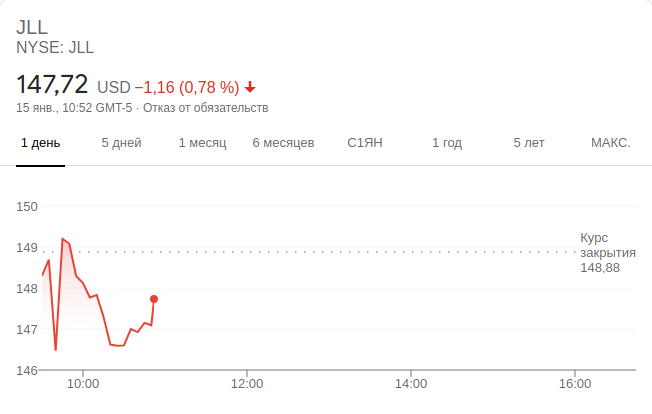 JLL
NYSE: JLL
147,72 USD −1,16 (0,78 %)
15 янв., 10:52 GMT-5 · Отказ от обязательств
1 день 5 дней 1 месяц 6 месяцев С1ЯН 1 год 5 лет МАКС.
150
149
148
147
146
Курс
закрытия
148,88
10:00 12:00 14:00 16:00